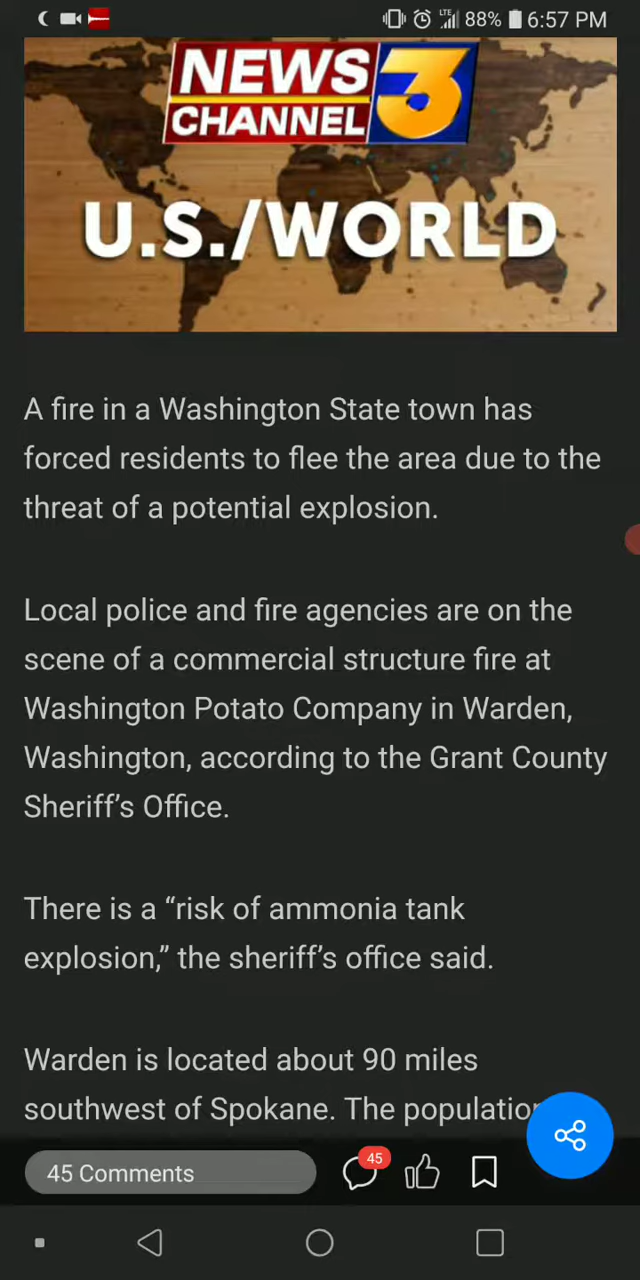 LTE 88% 6:57 PM
NEWS
CHANNEL 3
U.S./WORLD
A fire in a Washington State town has
forced residents to flee the area due to the
threat of a potential explosion.
Local police and fire agencies are on the
scene of a commercial structure fire at
Washington Potato Company in Warden,
Washington, according to the Grant County
Sheriff’s Office.
There is a “risk of ammonia tank
explosion,” the sheriff’s office said.
Warden is located about 90 miles
southwest of Spokane. The population
45 Comments
45